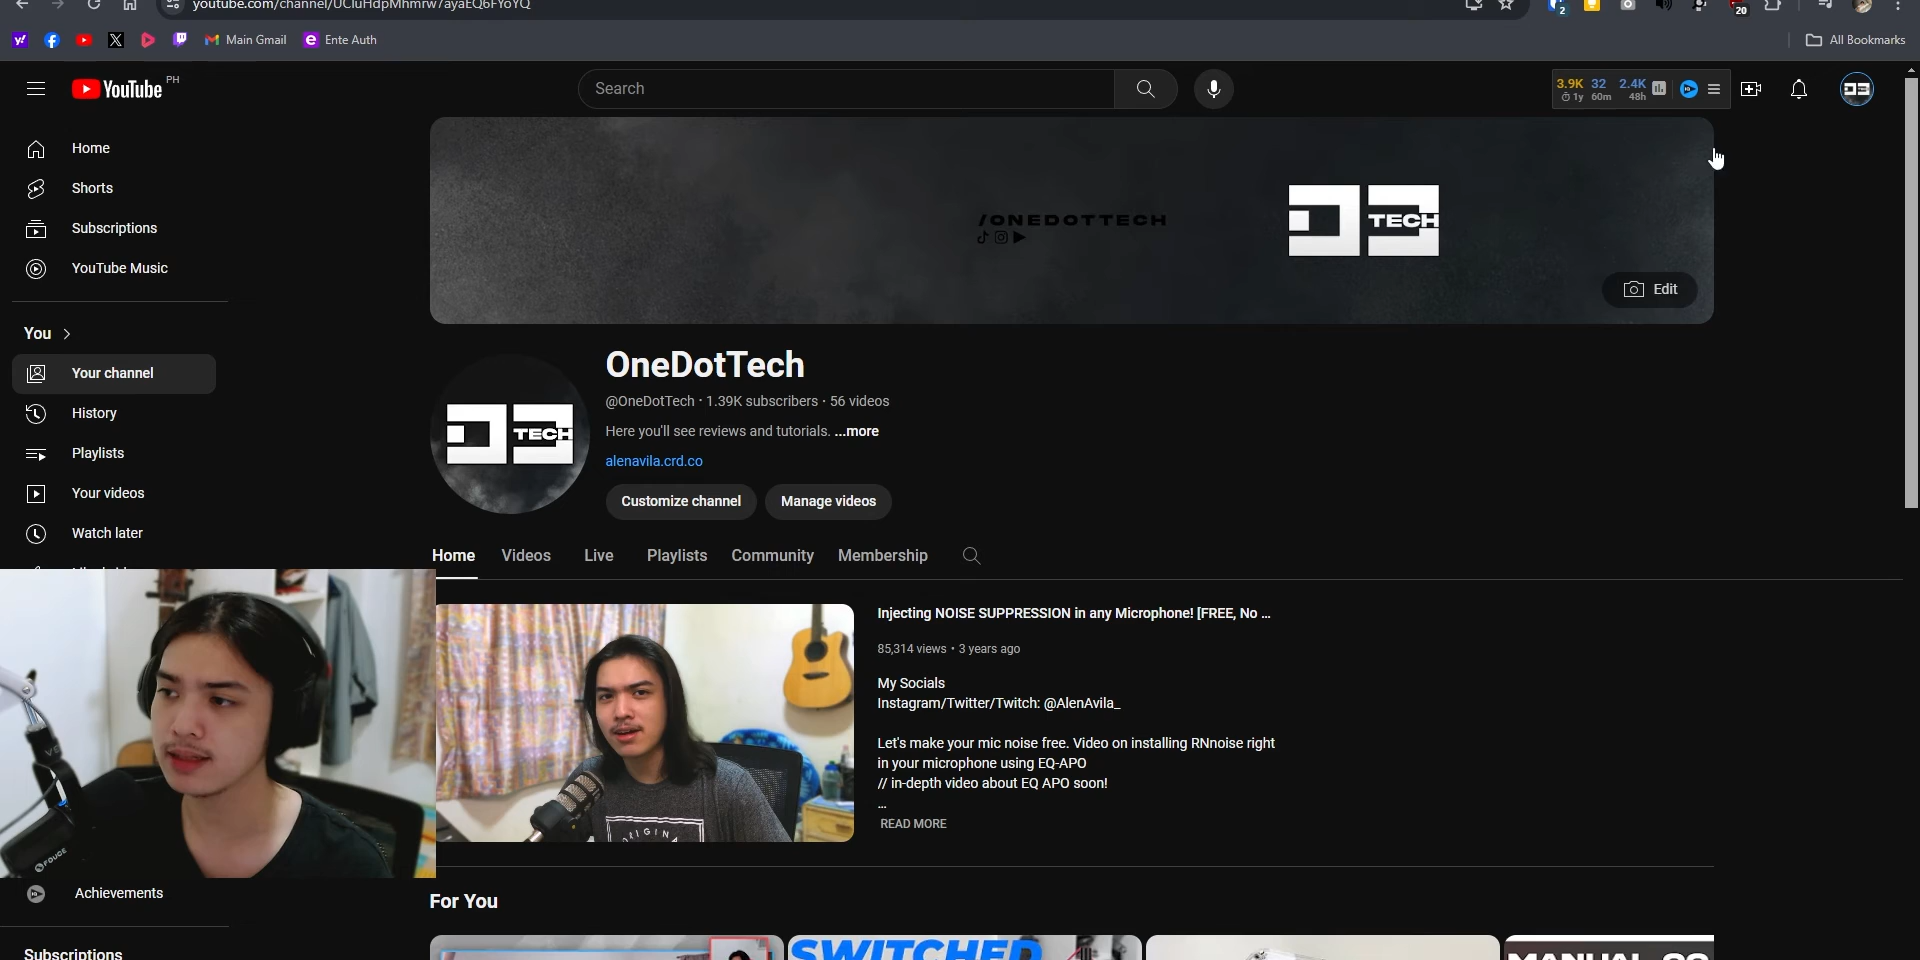 youtube.com/channel/UCIuHdpMhmrw7ayaEQ6FYoYQ
2
20
y!
Main Gmail
e Ente Auth
All Bookmarks
YouTube PH
Search
3.9K 32 2.4K
1y 60m 48h
Home
Shorts
Subscriptions
YouTube Music
You
Your channel
History
Playlists
Your videos
Watch later
/ONEDOTTECH
TECH
Edit
TECH
OneDotTech
@OneDotTech · 1.39K subscribers · 56 videos
Here you'll see reviews and tutorials. ...more
alenavila.crd.co
Customize channel
Manage videos
Home
Videos
Live
Playlists
Community
Membership
Injecting NOISE SUPPRESSION in any Microphone! [FREE, No ...
85,314 views • 3 years ago
My Socials
Instagram/Twitter/Twitch: @AlenAvila_
Let's make your mic noise free. Video on installing RNnoise right
in your microphone using EQ-APO
// in-depth video about EQ APO soon!
...
READ MORE
ORIGINA
FDUCE
Achievements
Subscriptions
For You
SWITCHED